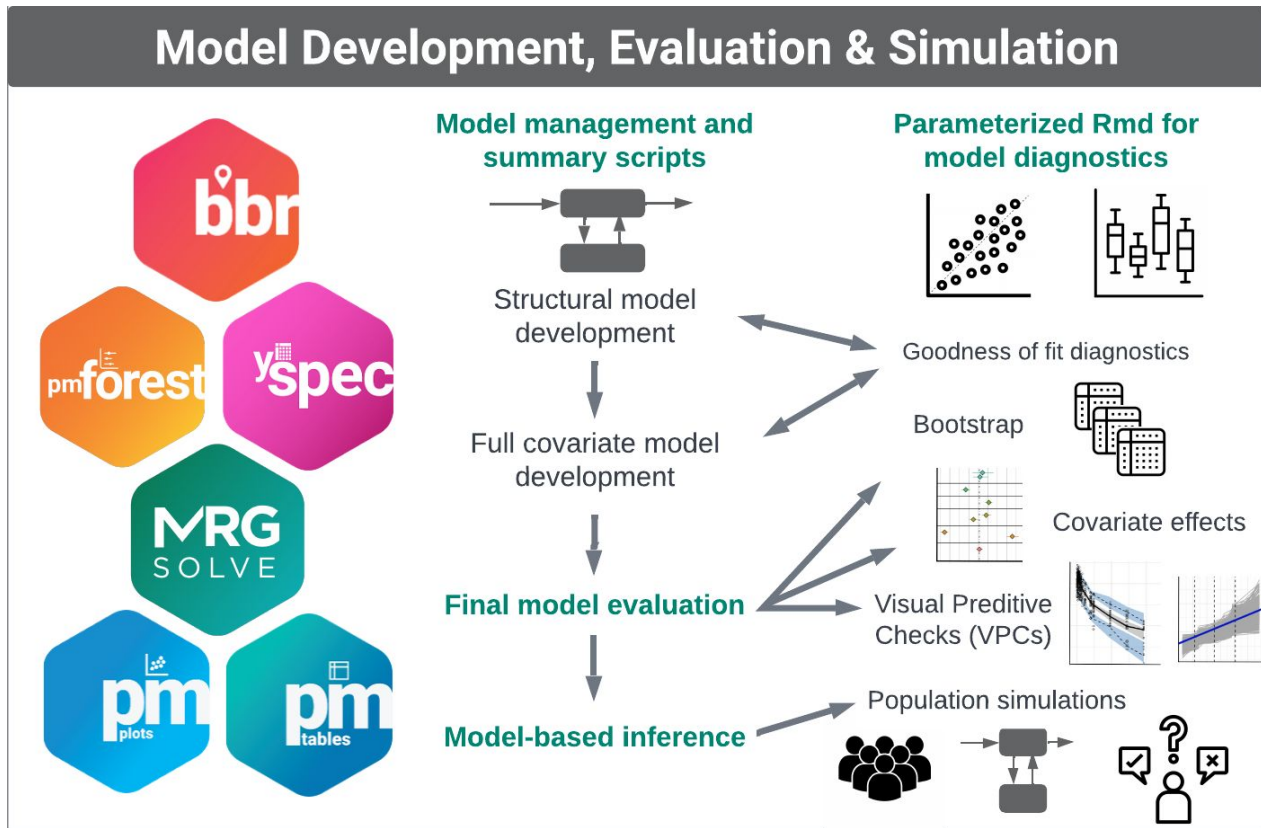 Model Development, Evaluation & Simulation
bbr
pmforest
yspec
MRG
SOLVE
pm
plots
pm
tables
Model management and
summary scripts
Structural model
development
Full covariate model
development
Final model evaluation
Model-based inference
Parameterized Rmd for
model diagnostics
Goodness of fit diagnostics
Bootstrap
Covariate effects
Visual Preditive
Checks (VPCs)
Population simulations
?